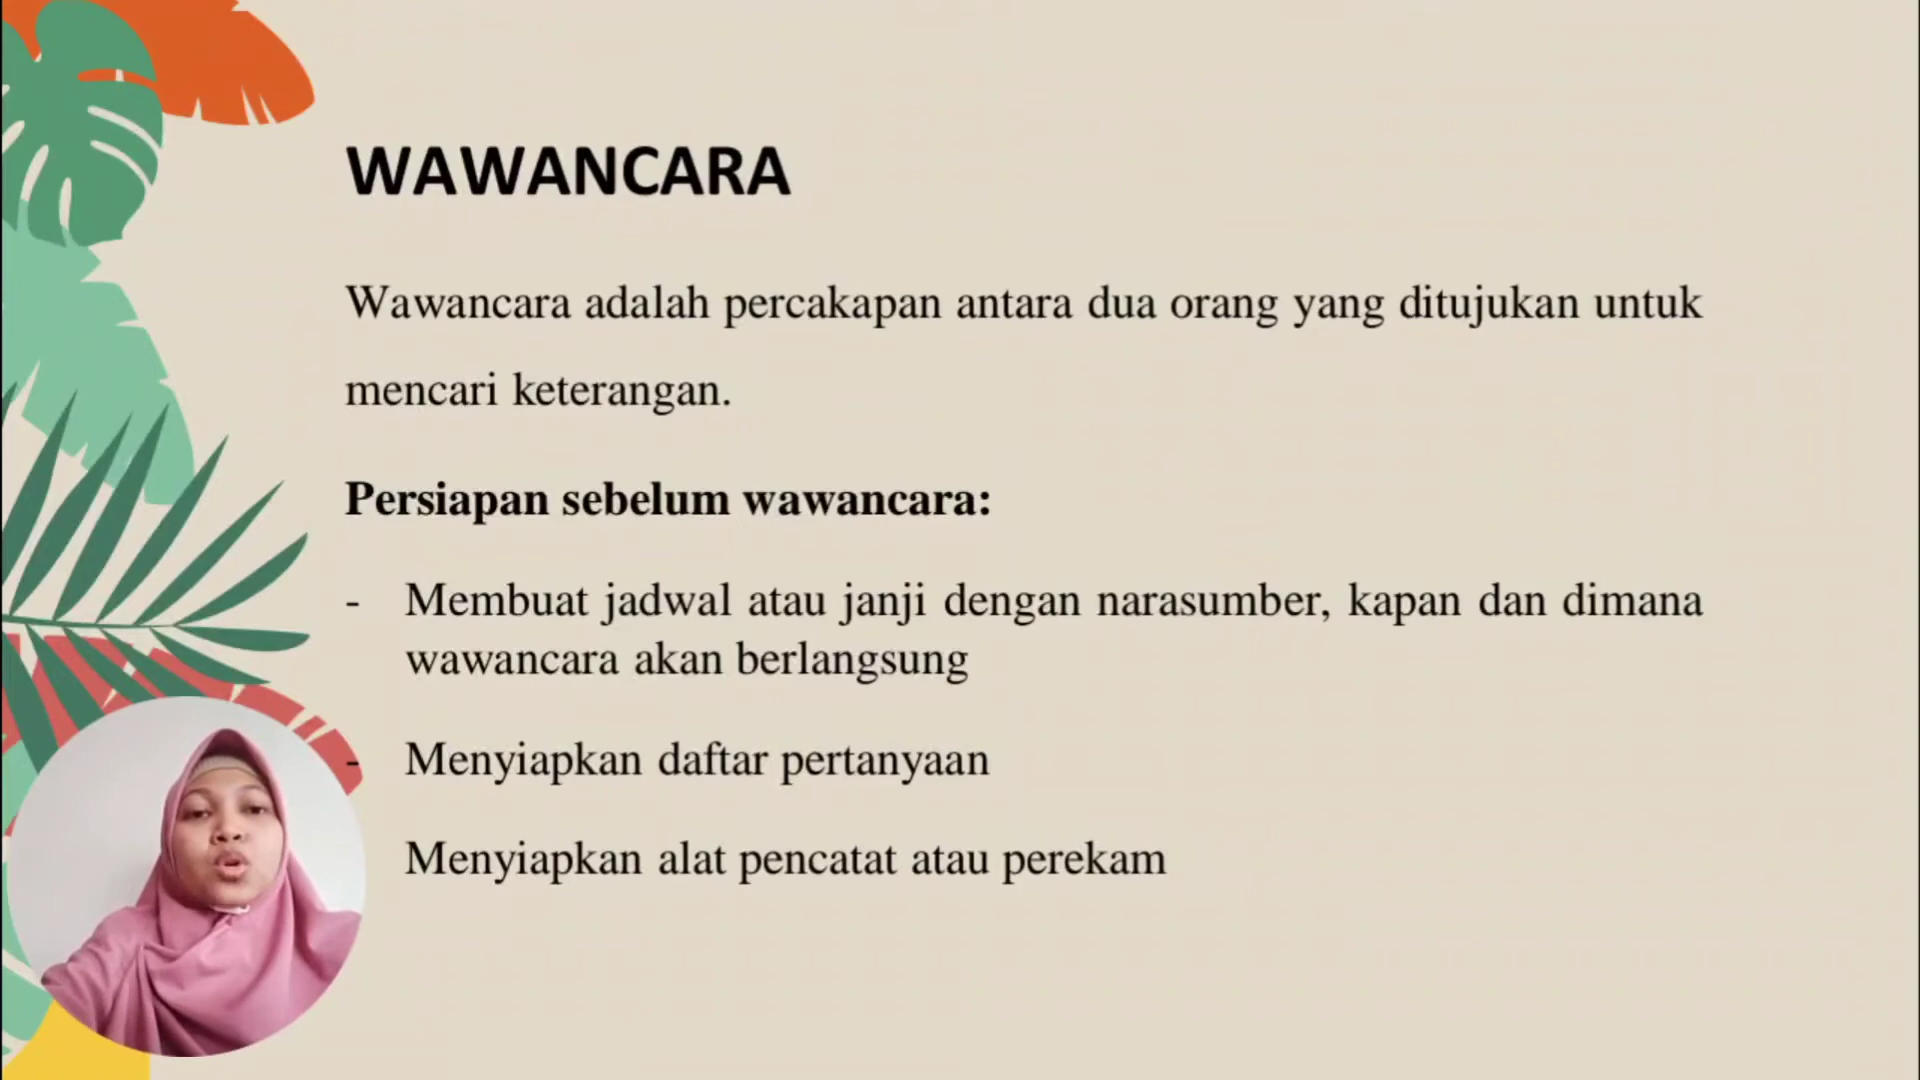 WAWANCARA
Wawancara adalah percakapan antara dua orang yang ditujukan untuk
mencari keterangan.
Persiapan sebelum wawancara:
- Membuat jadwal atau janji dengan narasumber, kapan dan dimana
wawancara akan berlangsung
- Menyiapkan daftar pertanyaan
Menyiapkan alat pencatat atau perekam